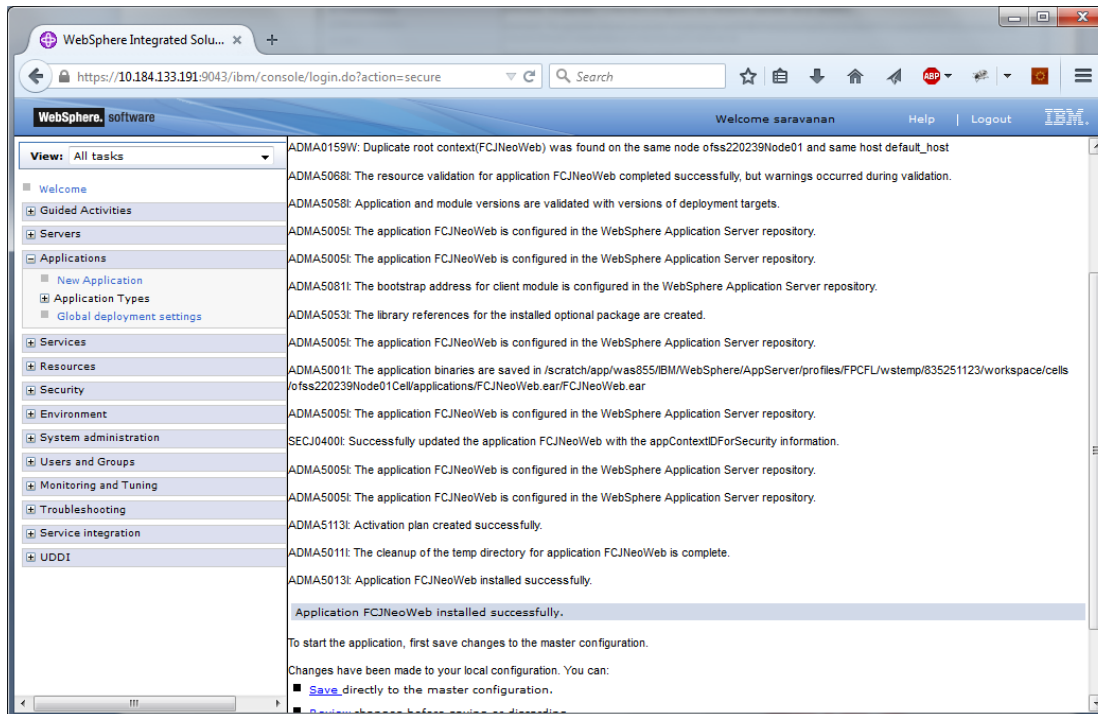 WebSphere Integrated Solu...
https://10.184.133.191:9043/ibm/console/login.do?action=secure
Search
ABP
WebSphere. software
Welcome saravanan
Help | Logout
IBM.
View: All tasks
Welcome
Guided Activities
Servers
Applications
New Application
Application Types
Global deployment settings
Services
Resources
Security
Environment
System administration
Users and Groups
Monitoring and Tuning
Troubleshooting
Service integration
UDDI
ADMA0159W: Duplicate root context(FCJNeoWeb) was found on the same node ofss220239Node01 and same host default_host
ADMA5068I: The resource validation for application FCJNeoWeb completed successfully, but warnings occurred during validation.
ADMA5058I: Application and module versions are validated with versions of deployment targets.
ADMA5005I: The application FCJNeoWeb is configured in the WebSphere Application Server repository.
ADMA5005I: The application FCJNeoWeb is configured in the WebSphere Application Server repository.
ADMA5081I: The bootstrap address for client module is configured in the WebSphere Application Server repository.
ADMA5053I: The library references for the installed optional package are created.
ADMA5005I: The application FCJNeoWeb is configured in the WebSphere Application Server repository.
ADMA5001I: The application binaries are saved in /scratch/app/was855/IBM/WebSphere/AppServer/profiles/FPCFL/wstemp/835251123/workspace/cells
/ofss220239Node01Cell/applications/FCJNeoWeb.ear/FCJNeoWeb.ear
ADMA5005I: The application FCJNeoWeb is configured in the WebSphere Application Server repository.
SECJ0400I: Successfully updated the application FCJNeoWeb with the appContextIDForSecurity information.
ADMA5005I: The application FCJNeoWeb is configured in the WebSphere Application Server repository.
ADMA5005I: The application FCJNeoWeb is configured in the WebSphere Application Server repository.
ADMA5113I: Activation plan created successfully.
ADMA5011I: The cleanup of the temp directory for application FCJNeoWeb is complete.
ADMA5013I: Application FCJNeoWeb installed successfully.
Application FCJNeoWeb installed successfully.
To start the application, first save changes to the master configuration.
Changes have been made to your local configuration. You can:
Save directly to the master configuration.
Review changes before saving or discarding.